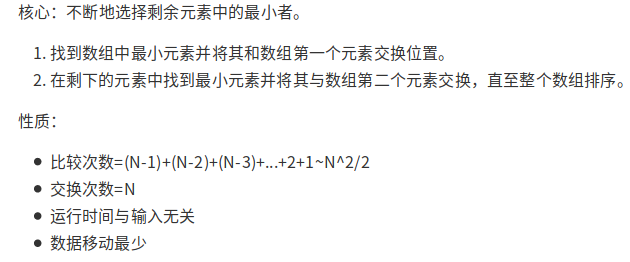 核心：不断地选择剩余元素中的最小者。
1. 找到数组中最小元素并将其和数组第一个元素交换位置。
2. 在剩下的元素中找到最小元素并将其与数组第二个元素交换，直至整个数组排序。
性质：
● 比较次数=(N-1)+(N-2)+(N-3)+...+2+1~N^2/2
● 交换次数=N
● 运行时间与输入无关
● 数据移动最少